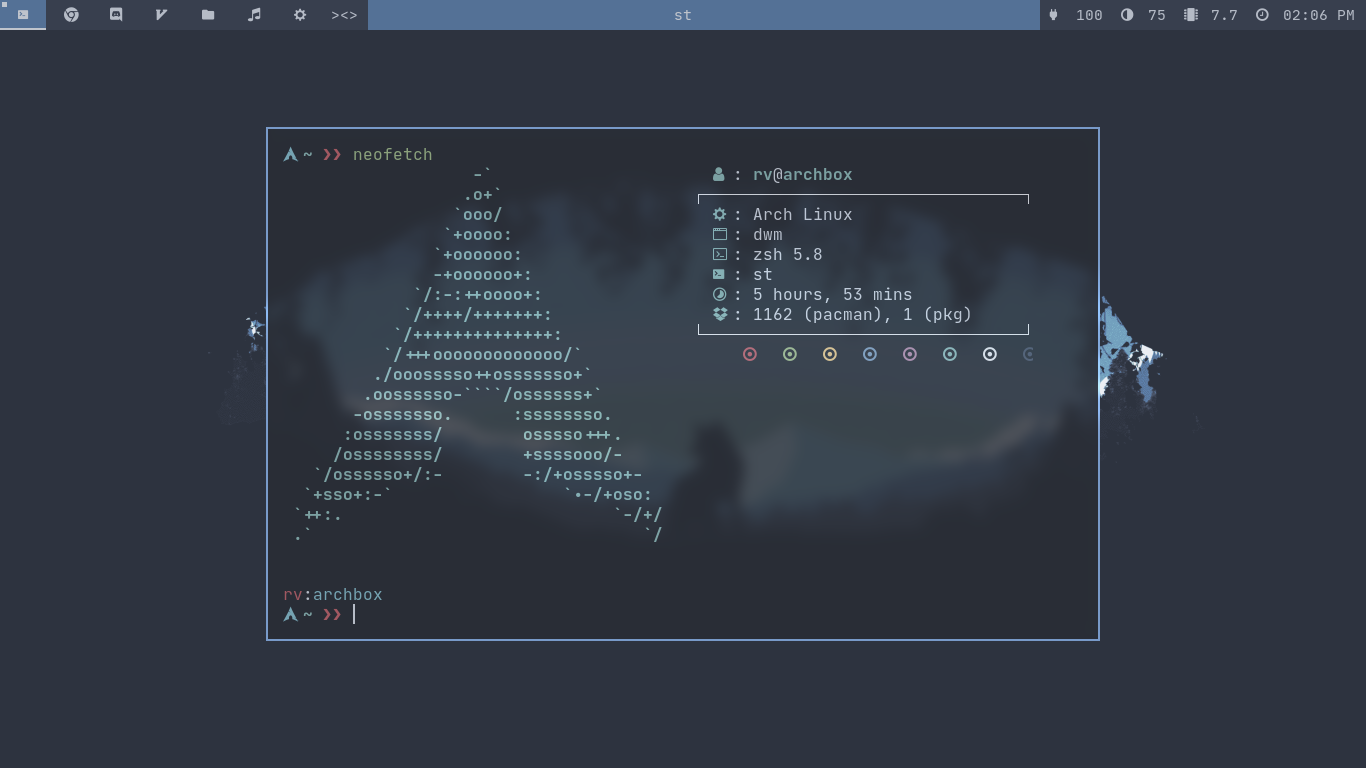 ><> st 100 75 7.7 02:06 PM
~ ❯❯ neofetch
-`
.o+`
`ooo/
`+oooo:
`+oooooo:
-+oooooo+:
`/:-:++oooo+:
`/++++/+++++++:
`/++++++++++++++:
`/+++ooooooooooooo/`
./ooosssso++osssssso+`
.oossssso-````/ossssss+`
-osssssso. :ssssssso.
:osssssss/ osssso+++.
/ossssssss/ +ssssooo/-
`/ossssso+/:- -:/+osssso+-
`+sso+:-` `.-/+oso:
`++:. `-/+/
.` `/
: rv@archbox
: Arch Linux
: dwm
: zsh 5.8
: st
: 5 hours, 53 mins
: 1162 (pacman), 1 (pkg)
rv:archbox
~ ❯❯